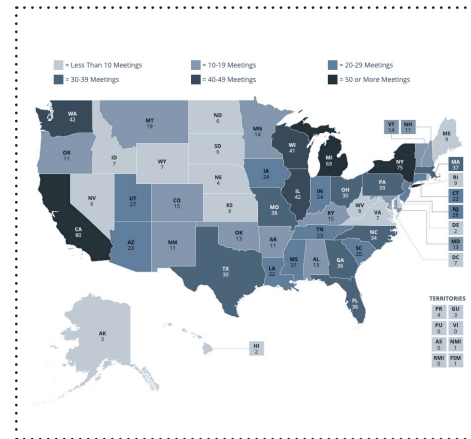 = Less Than 10 Meetings
= 10-19 Meetings
= 20-29 Meetings
= 30-39 Meetings
= 40-49 Meetings
= 50 or More Meetings
WA
42
OR
11
CA
80
NV
6
ID
7
MT
19
WY
7
UT
27
AZ
23
CO
15
NM
11
ND
6
SD
6
NE
4
KS
9
OK
13
TX
30
MN
14
IA
24
MO
38
AR
11
LA
22
WI
41
IL
42
MI
69
IN
24
OH
30
KY
15
TN
23
MS
21
AL
13
GA
36
FL
36
SC
20
NC
34
VA
7
WV
8
PA
39
NY
75
VT
14
NH
11
ME
9
MA
37
RI
9
CT
22
NJ
26
DE
2
MD
13
DC
7
AK
3
HI
2
TERRITORIES
PR
4
GU
3
PU
0
VI
0
AS
0
NMI
1
RMI
0
FSM
1